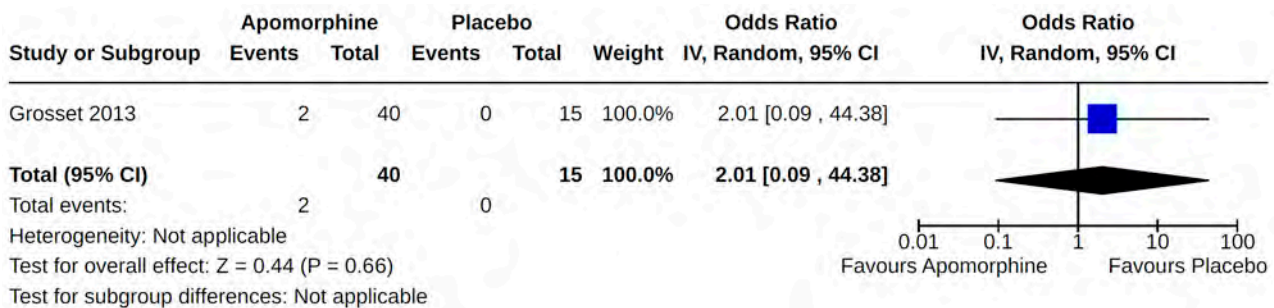 Apomorphine Placebo Odds Ratio Odds Ratio
Study or Subgroup Events Total Events Total Weight IV, Random, 95% CI IV, Random, 95% CI
Grosset 2013 2 40 0 15 100.0% 2.01 [0.09 , 44.38]
Total (95% CI) 40 15 100.0% 2.01 [0.09 , 44.38]
Total events: 2 0
Heterogeneity: Not applicable
0.01 0.1 1 10 100
Test for overall effect: Z = 0.44 (P = 0.66) Favours Apomorphine Favours Placebo
Test for subgroup differences: Not applicable